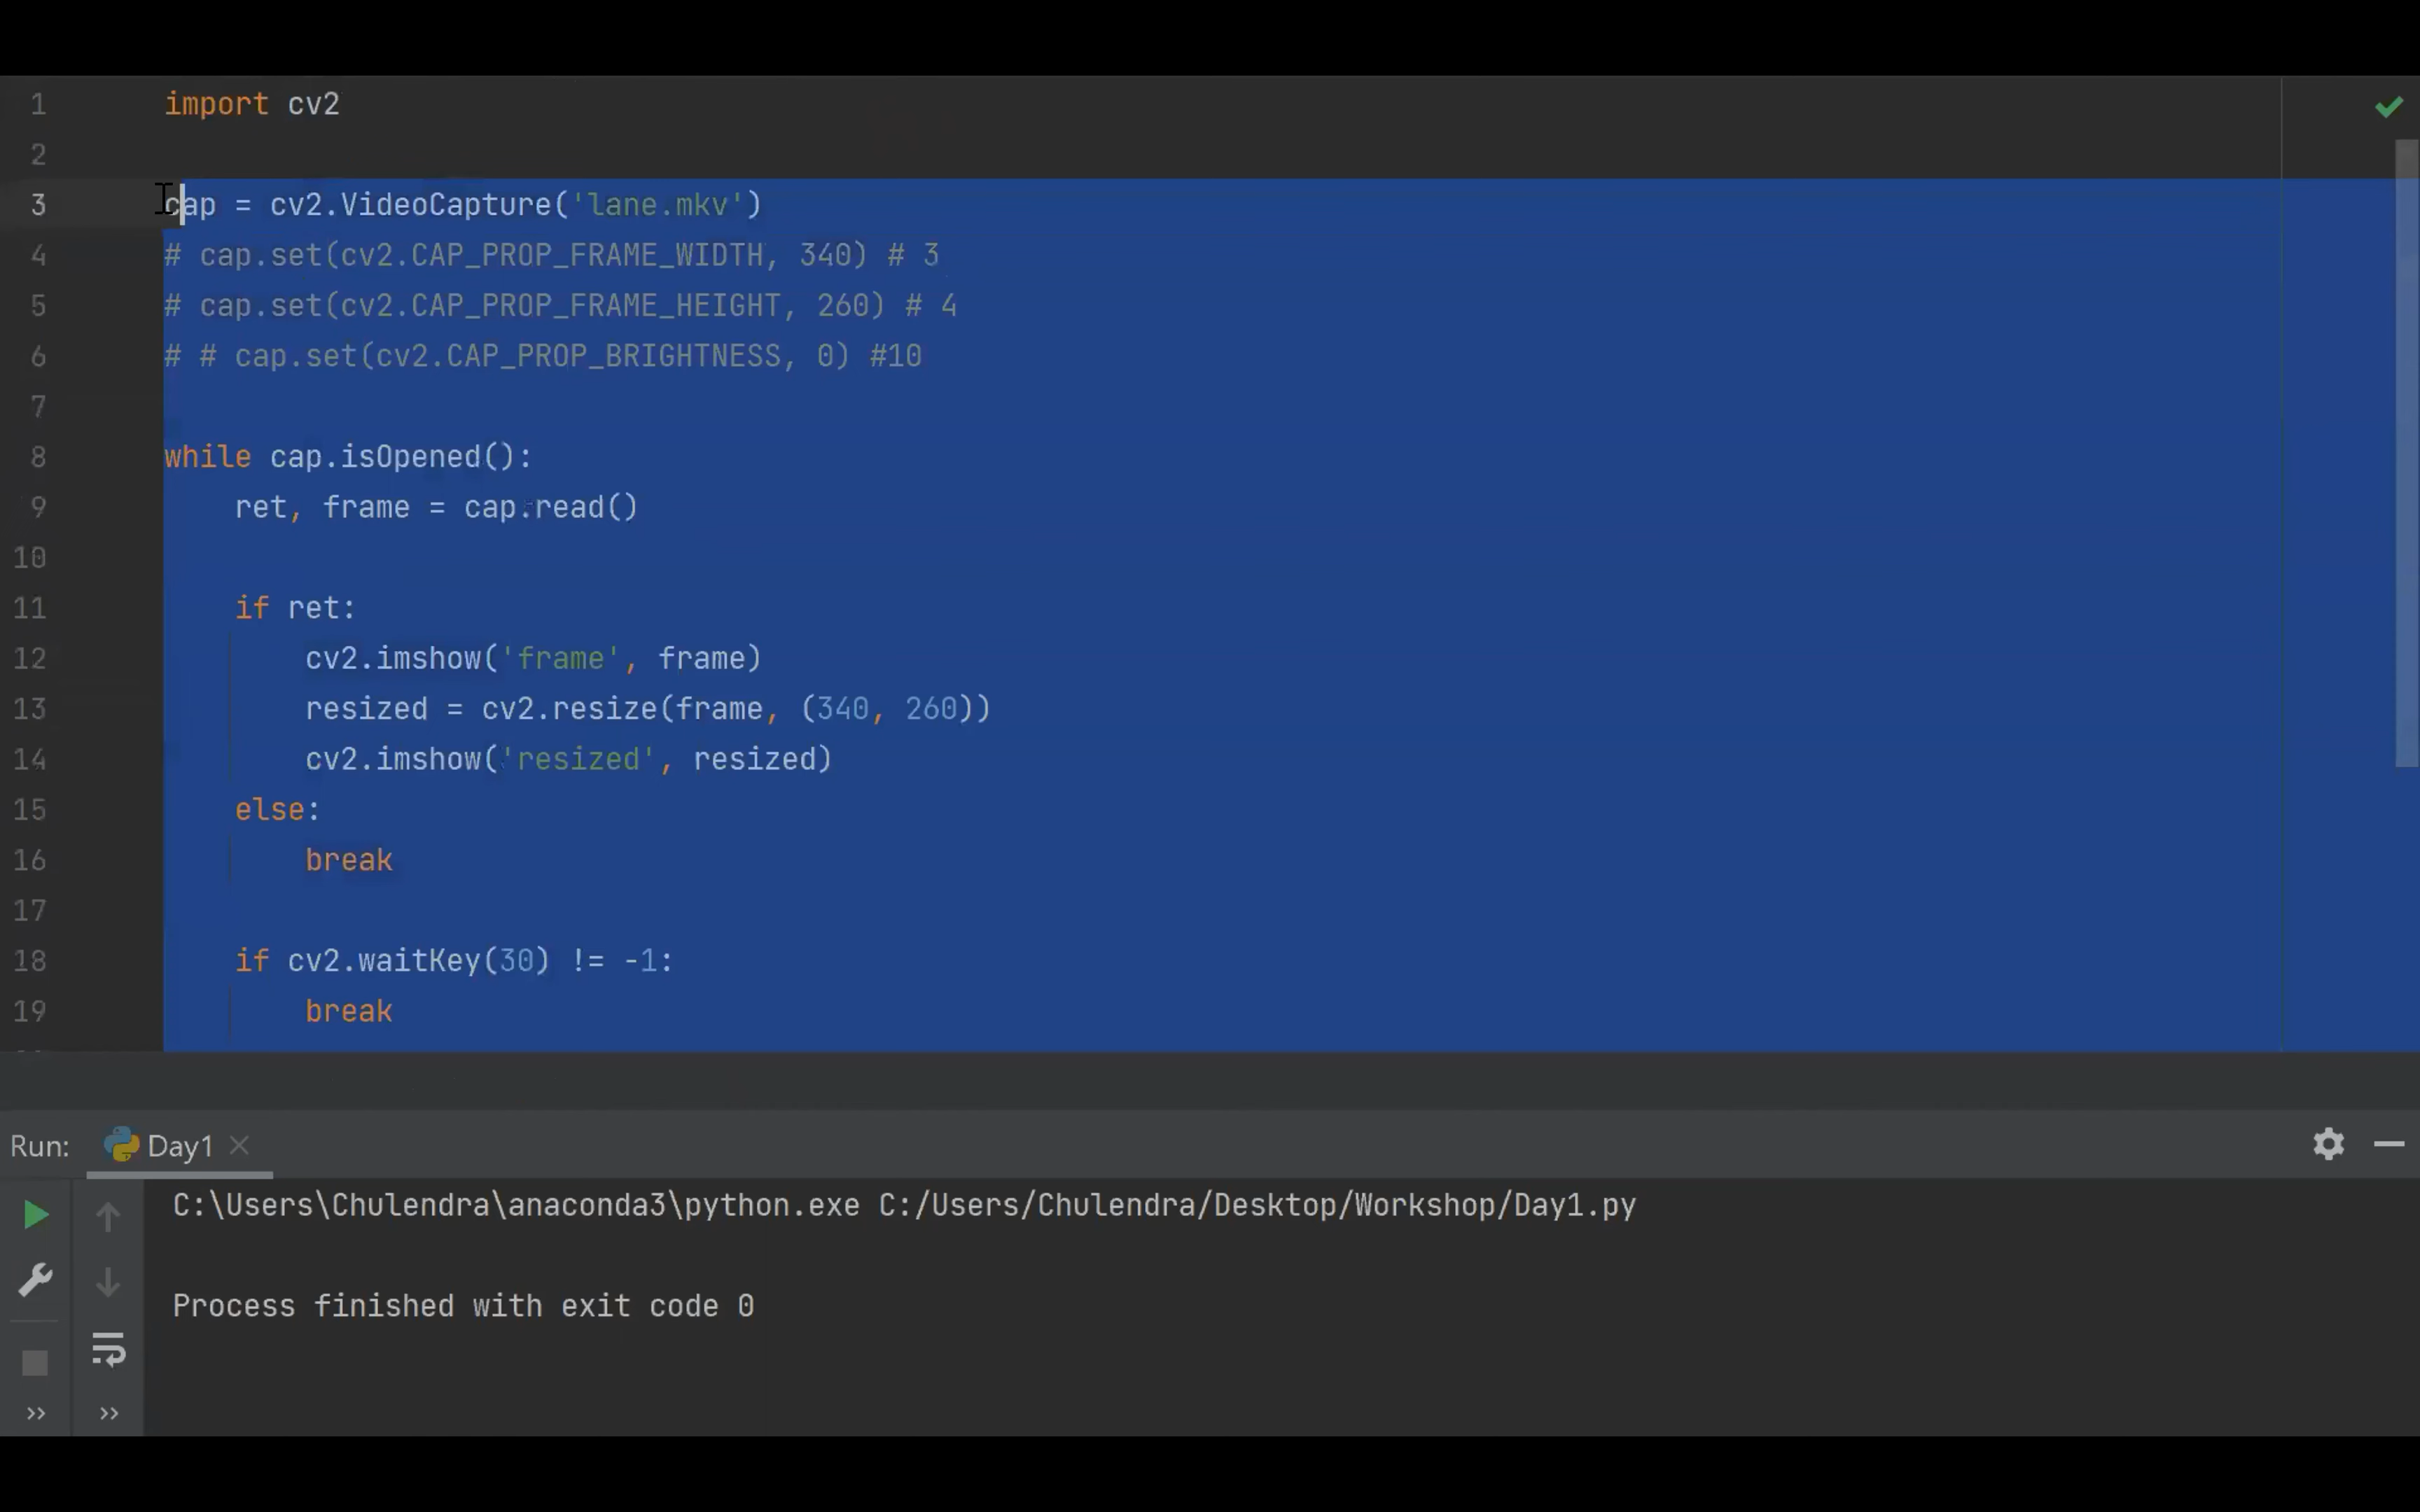 1 import cv2
2
3 cap = cv2.VideoCapture('lane.mkv')
4 # cap.set(cv2.CAP_PROP_FRAME_WIDTH, 340) # 3
5 # cap.set(cv2.CAP_PROP_FRAME_HEIGHT, 260) # 4
6 # # cap.set(cv2.CAP_PROP_BRIGHTNESS, 0) #10
7
8 while cap.isOpened():
9     ret, frame = cap.read()
10
11     if ret:
12         cv2.imshow('frame', frame)
13         resized = cv2.resize(frame, (340, 260))
14         cv2.imshow('resized', resized)
15     else:
16         break
17
18     if cv2.waitKey(30) != -1:
19         break
Run: Day1
C:\Users\Chulendra\anaconda3\python.exe C:/Users/Chulendra/Desktop/Workshop/Day1.py
Process finished with exit code 0